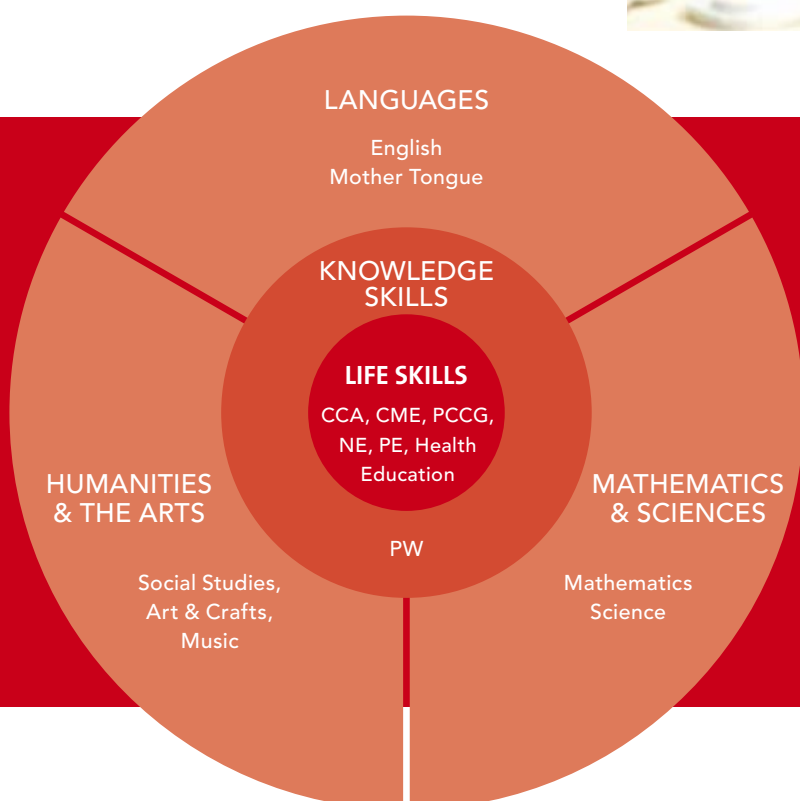 LANGUAGES
English
Mother Tongue
KNOWLEDGE
SKILLS
LIFE SKILLS
CCA, CME, PCCG,
NE, PE, Health
Education
PW
HUMANITIES
& THE ARTS
Social Studies,
Art & Crafts,
Music
MATHEMATICS
& SCIENCES
Mathematics
Science